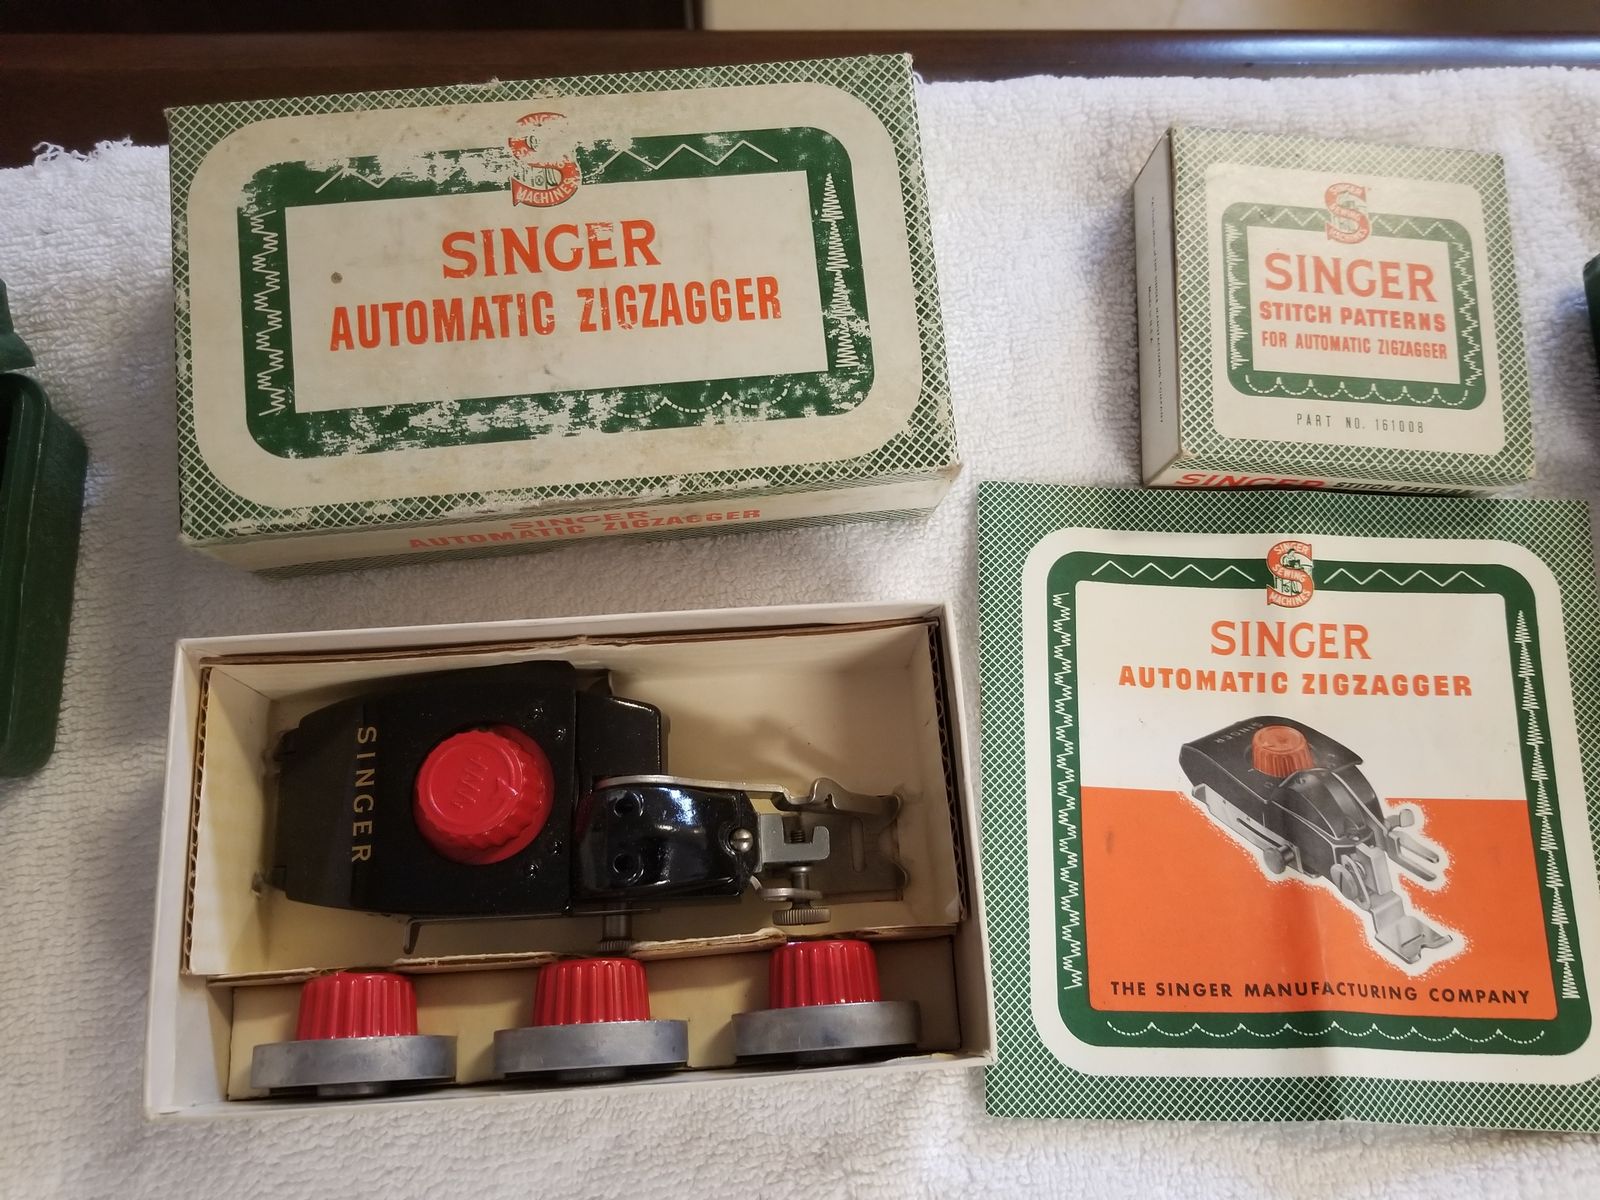 SINGER
MACHINES
SINGER
AUTOMATIC ZIGZAGGER
SINGER
AUTOMATIC ZIGZAGGER
SINGER
SEWING
MACHINES
SINGER
STITCH PATTERNS
FOR AUTOMATIC ZIGZAGGER
PART NO. 161008
SINGER STITCH
SINGER
SINGER
SEWING
MACHINES
SINGER
AUTOMATIC ZIGZAGGER
SINGER
THE SINGER MANUFACTURING COMPANY